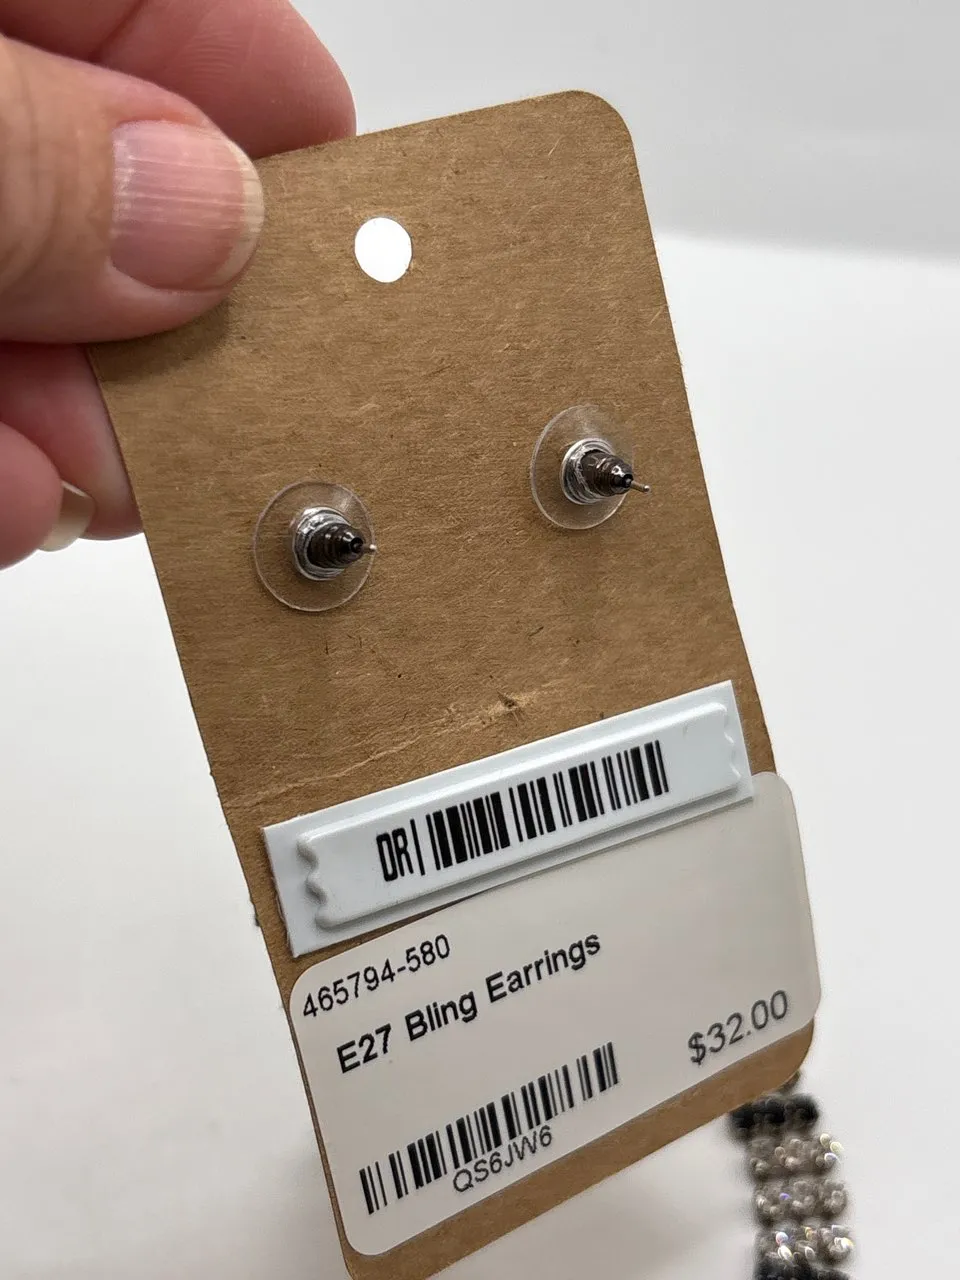 DR|
465794-580
E27 Bling Earrings
$32.00
QS6JW6